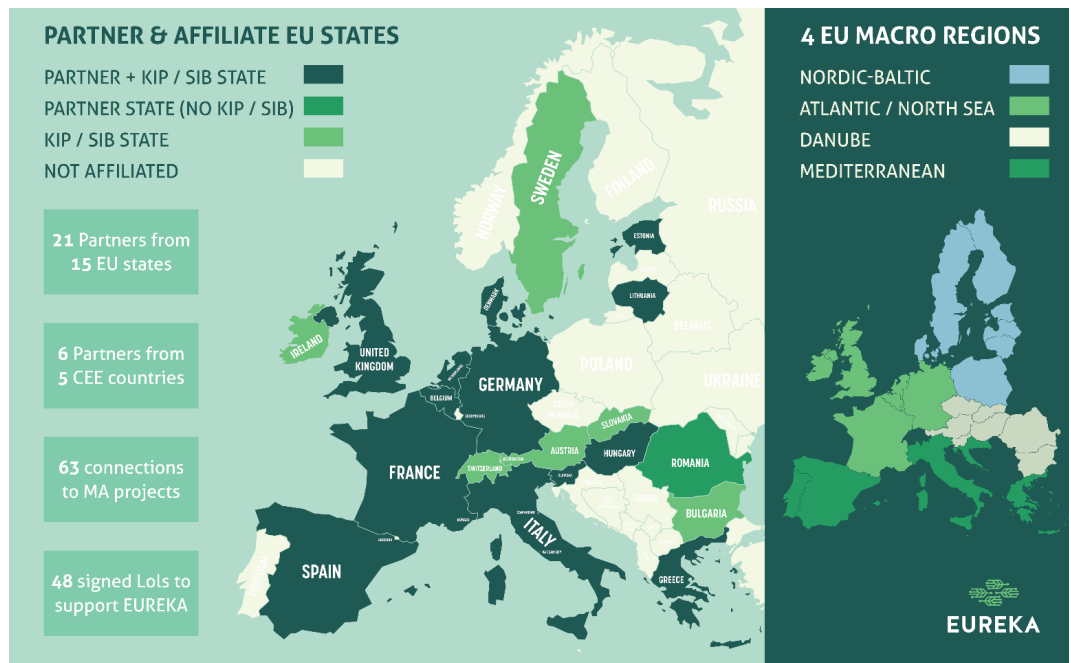 PARTNER & AFFILIATE EU STATES
PARTNER + KIP / SIB STATE
PARTNER STATE (NO KIP / SIB)
KIP / SIB STATE
NOT AFFILIATED
21 Partners from
15 EU states
6 Partners from
5 CEE countries
63 connections
to MA projects
48 signed LoIs to
support EUREKA
NORWAY
SWEDEN
FINLAND
RUSSIA
ESTONIA
LITHUANIA
DENMARK
BELARUS
IRELAND
UNITED
KINGDOM
POLAND
UKRAINE
GERMANY
BELGIUM
SLOVAKIA
AUSTRIA
HUNGARY
SWITZERLAND
FRANCE
ROMANIA
BULGARIA
ITALY
SPAIN
PORTUGAL
GREECE
4 EU MACRO REGIONS
NORDIC-BALTIC
ATLANTIC / NORTH SEA
DANUBE
MEDITERRANEAN
EUREKA